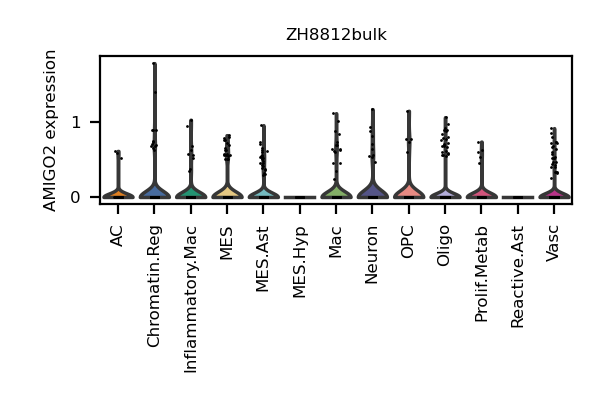 ZH8812bulk
AMIGO2 expression
1
0
AC
Chromatin.Reg
Inflammatory.Mac
MES
MES.Ast
MES.Hyp
Mac
Neuron
OPC
Oligo
Prolif.Metab
Reactive.Ast
Vasc